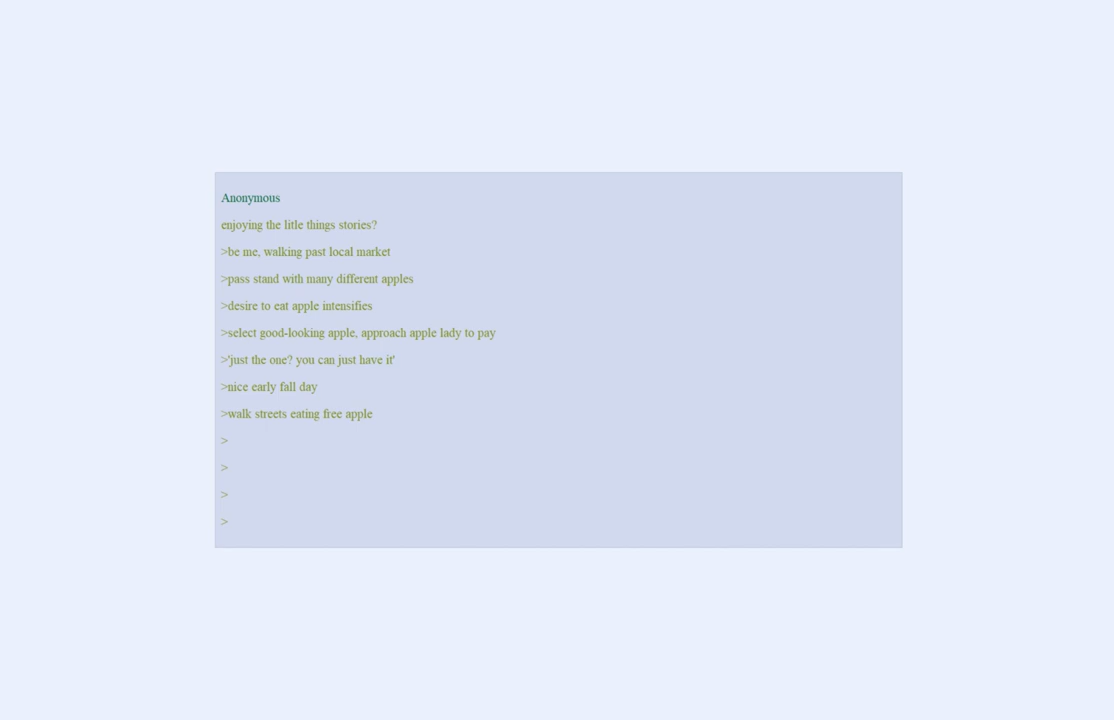 Anonymous
enjoying the litle things stories?
>be me, walking past local market
>pass stand with many different apples
>desire to eat apple intensifies
>select good-looking apple, approach apple lady to pay
>'just the one? you can just have it'
>nice early fall day
>walk streets eating free apple
>
>
>
>